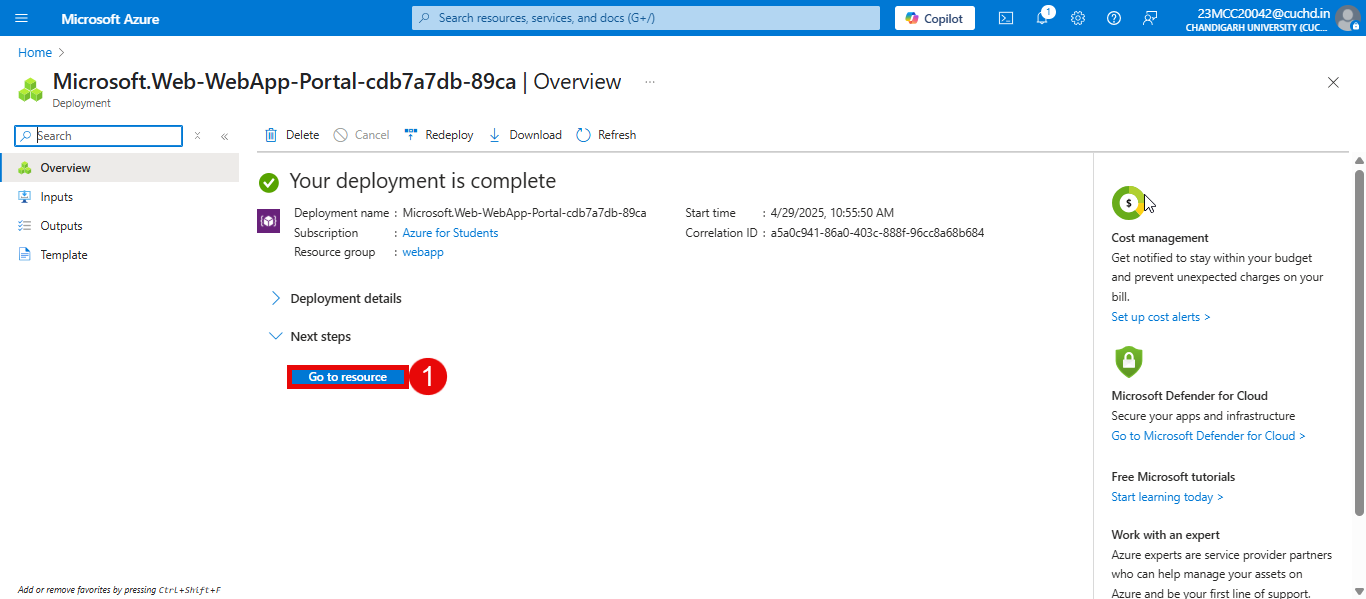 Microsoft Azure
Search resources, services, and docs (G+/)
Copilot
1
23MCC20042@cuchd.in
CHANDIGARH UNIVERSITY (CUC...
Home >
Microsoft.Web-WebApp-Portal-cdb7a7db-89ca | Overview ...
Deployment
Search
Overview
Inputs
Outputs
Template
Add or remove favorites by pressing Ctrl+Shift+F
Delete Cancel Redeploy Download Refresh
Your deployment is complete
Deployment name : Microsoft.Web-WebApp-Portal-cdb7a7db-89ca
Subscription : Azure for Students
Resource group : webapp
Start time : 4/29/2025, 10:55:50 AM
Correlation ID : a5a0c941-86a0-403c-888f-96cc8a68b684
Deployment details
Next steps
Go to resource 1
$
Cost management
Get notified to stay within your budget
and prevent unexpected charges on your
bill.
Set up cost alerts >
Microsoft Defender for Cloud
Secure your apps and infrastructure
Go to Microsoft Defender for Cloud >
Free Microsoft tutorials
Start learning today >
Work with an expert
Azure experts are service provider partners
who can help manage your assets on
Azure and be your first line of support.